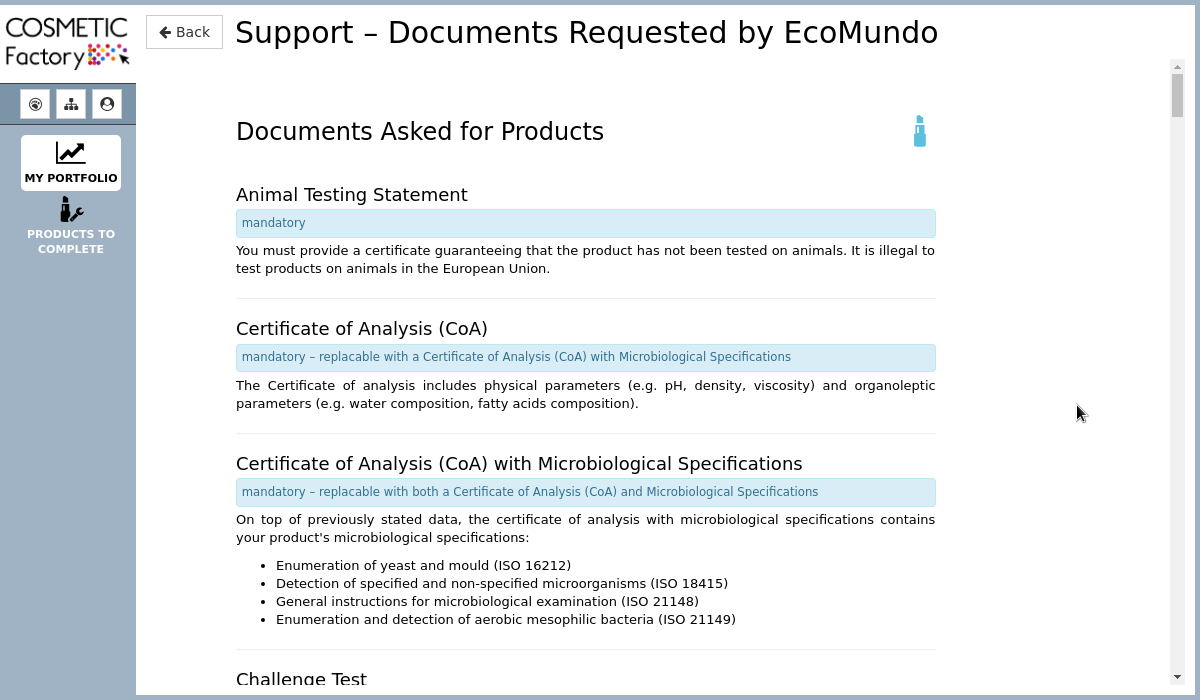 COSMETIC
Factory
Back
Support – Documents Requested by EcoMundo
MY PORTFOLIO
PRODUCTS TO
COMPLETE
Documents Asked for Products
Animal Testing Statement
mandatory
You must provide a certificate guaranteeing that the product has not been tested on animals. It is illegal to
test products on animals in the European Union.
Certificate of Analysis (CoA)
mandatory – replacable with a Certificate of Analysis (CoA) with Microbiological Specifications
The Certificate of analysis includes physical parameters (e.g. pH, density, viscosity) and organoleptic
parameters (e.g. water composition, fatty acids composition).
Certificate of Analysis (CoA) with Microbiological Specifications
mandatory – replacable with both a Certificate of Analysis (CoA) and Microbiological Specifications
On top of previously stated data, the certificate of analysis with microbiological specifications contains
your product's microbiological specifications:
• Enumeration of yeast and mould (ISO 16212)
• Detection of specified and non-specified microorganisms (ISO 18415)
• General instructions for microbiological examination (ISO 21148)
• Enumeration and detection of aerobic mesophilic bacteria (ISO 21149)
Challenge Test